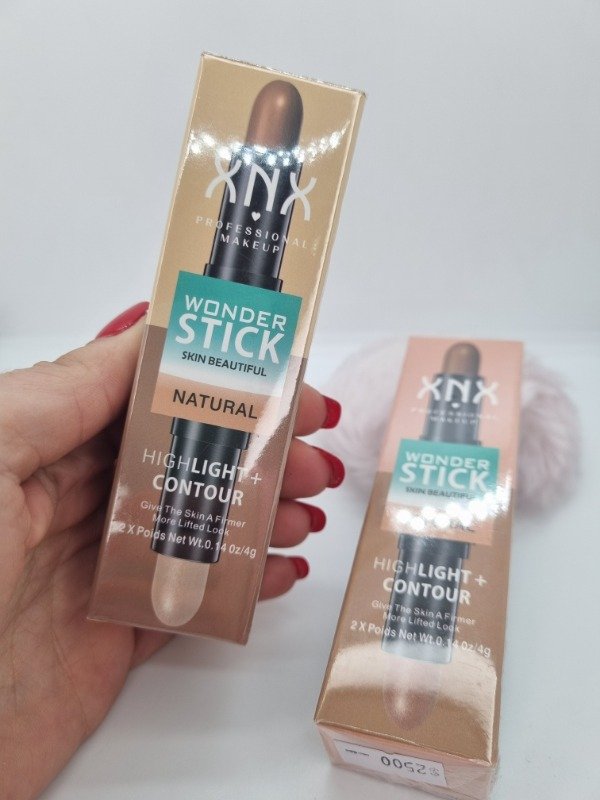 XNX
PROFESSIONAL
MAKEUP
WONDER
STICK
SKIN BEAUTIFUL
NATURAL
HIGHLIGHT+
CONTOUR
Give The Skin A Firmer
More Lifted Look
2 X Poids Net Wt.0.14 Oz/4g
XNX
PROFESSIONAL
MAKEUP
WONDER
STICK
SKIN BEAUTIFUL
HIGHLIGHT+
CONTOUR
Give The Skin A Firmer
More Lifted Look
2 X Poids Net Wt.0.14 Oz/4g
$2500